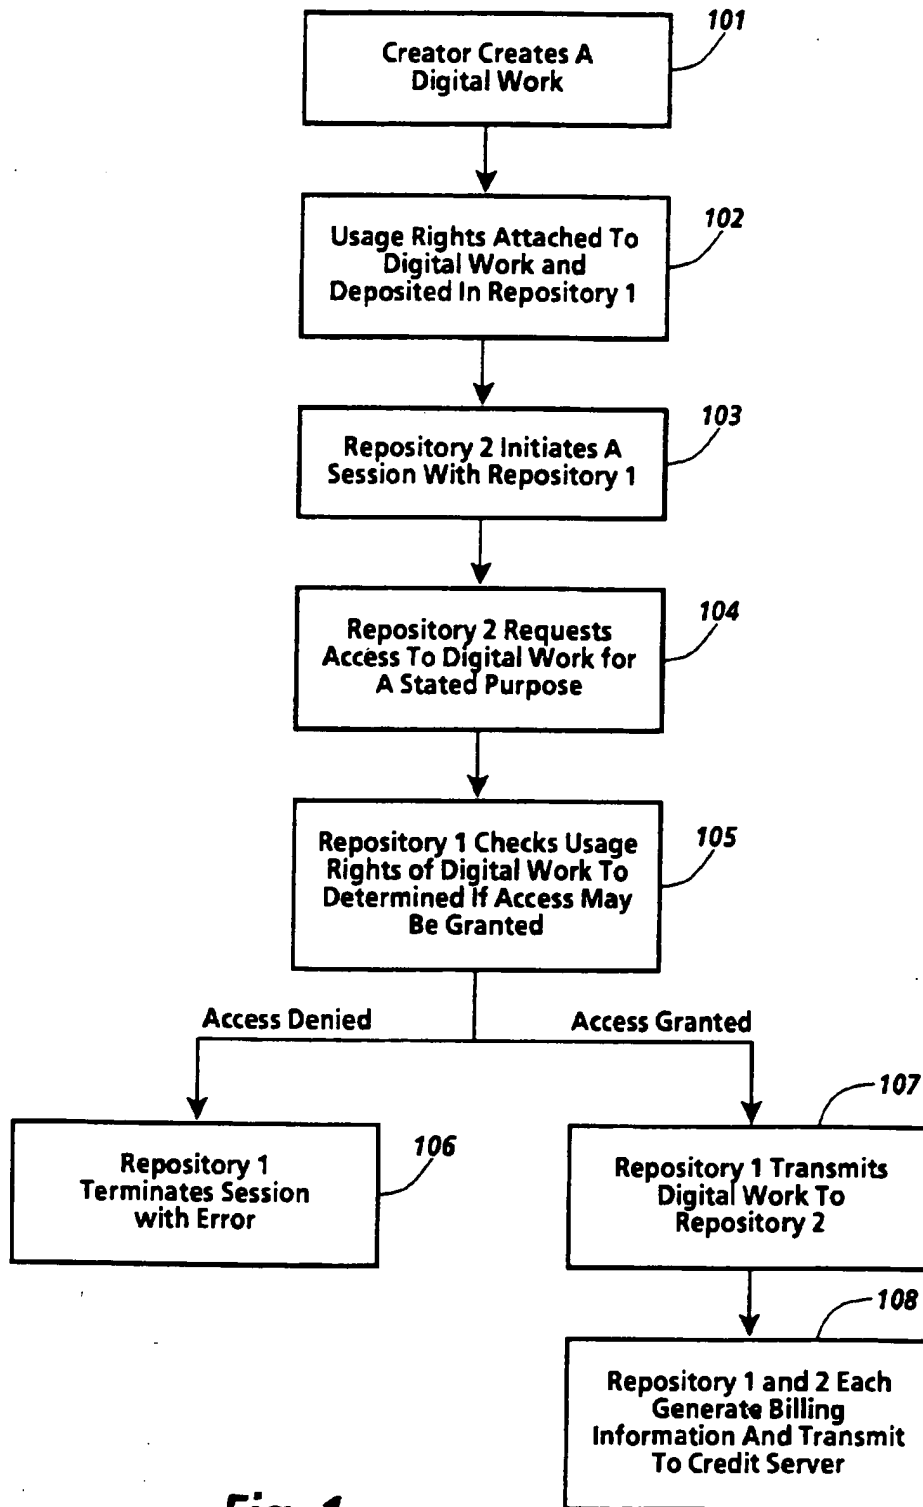 101
Creator Creates A
Digital Work
102
Usage Rights Attached To
Digital Work and
Deposited In Repository 1
103
Repository 2 Initiates A
Session With Repository 1
104
Repository 2 Requests
Access To Digital Work for
A Stated Purpose
105
Repository 1 Checks Usage
Rights of Digital Work To
Determined If Access May
Be Granted
Access Denied
Access Granted
106
Repository 1
Terminates Session
with Error
107
Repository 1 Transmits
Digital Work To
Repository 2
108
Repository 1 and 2 Each
Generate Billing
Information And Transmit
To Credit Server
Fig. 1